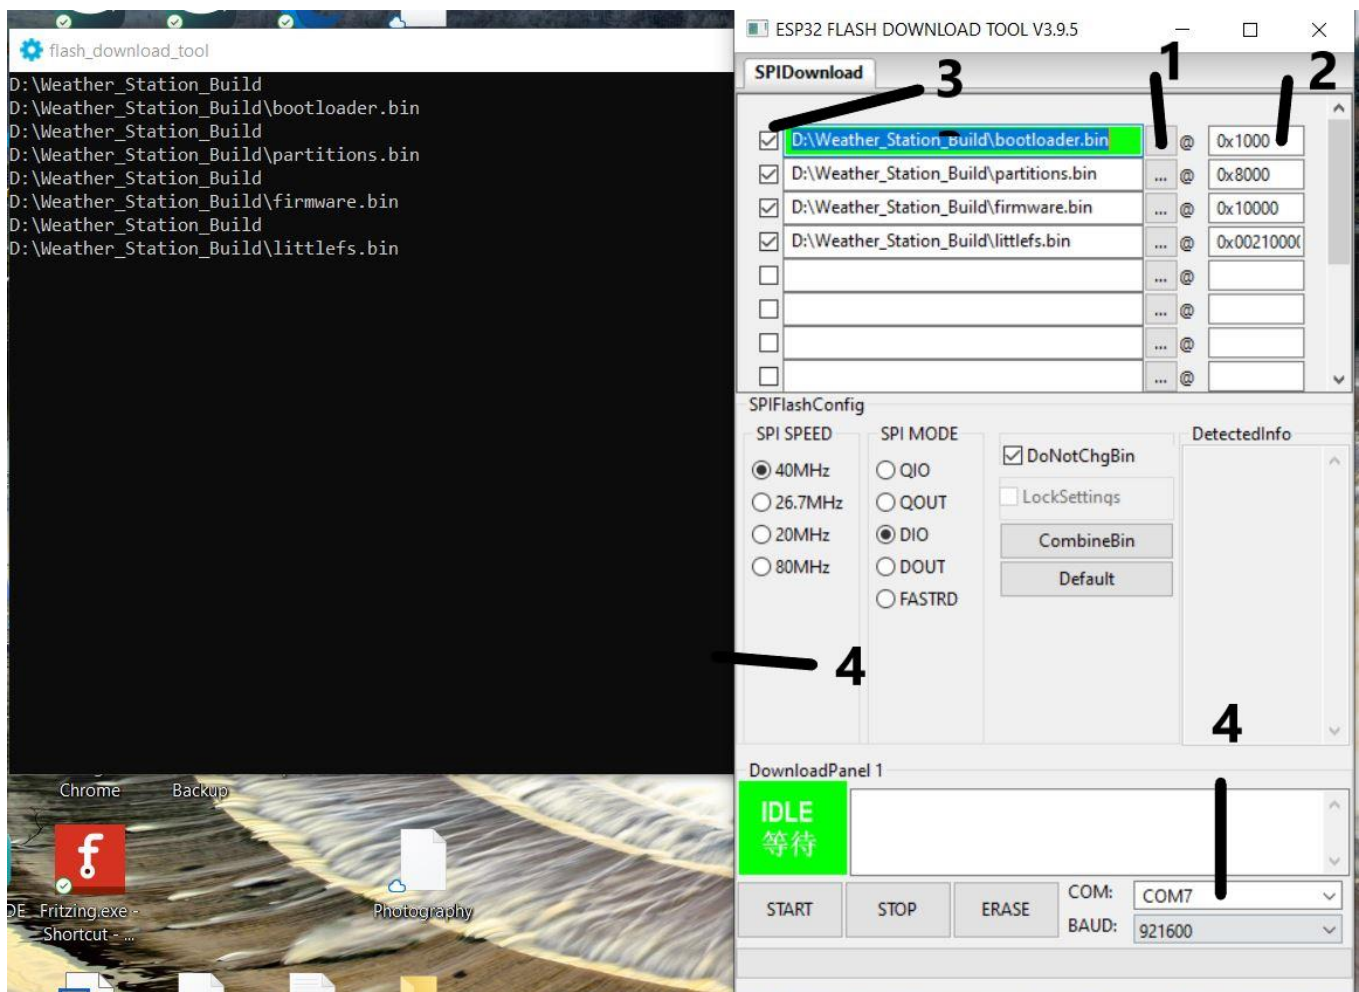 flash_download_tool
D:\Weather_Station_Build
D:\Weather_Station_Build\bootloader.bin
D:\Weather_Station_Build
D:\Weather_Station_Build\partitions.bin
D:\Weather_Station_Build
D:\Weather_Station_Build\firmware.bin
D:\Weather_Station_Build
D:\Weather_Station_Build\littlefs.bin
Chrome
Backup
Fritzing.exe -
Shortcut - ...
Photography
ESP32 FLASH DOWNLOAD TOOL V3.9.5
SPIDownload
3
1
2
D:\Weather_Station_Build\bootloader.bin @ 0x1000
D:\Weather_Station_Build\partitions.bin ... @ 0x8000
D:\Weather_Station_Build\firmware.bin ... @ 0x10000
D:\Weather_Station_Build\littlefs.bin ... @ 0x00210000
... @
... @
... @
... @
SPIFlashConfig
SPI SPEED
40MHz
26.7MHz
20MHz
80MHz
SPI MODE
QIO
QOUT
DIO
DOUT
FASTRD
DoNotChgBin
LockSettings
CombineBin
Default
DetectedInfo
4
4
DownloadPanel 1
IDLE
等待
START
STOP
ERASE
COM: COM7
BAUD: 921600